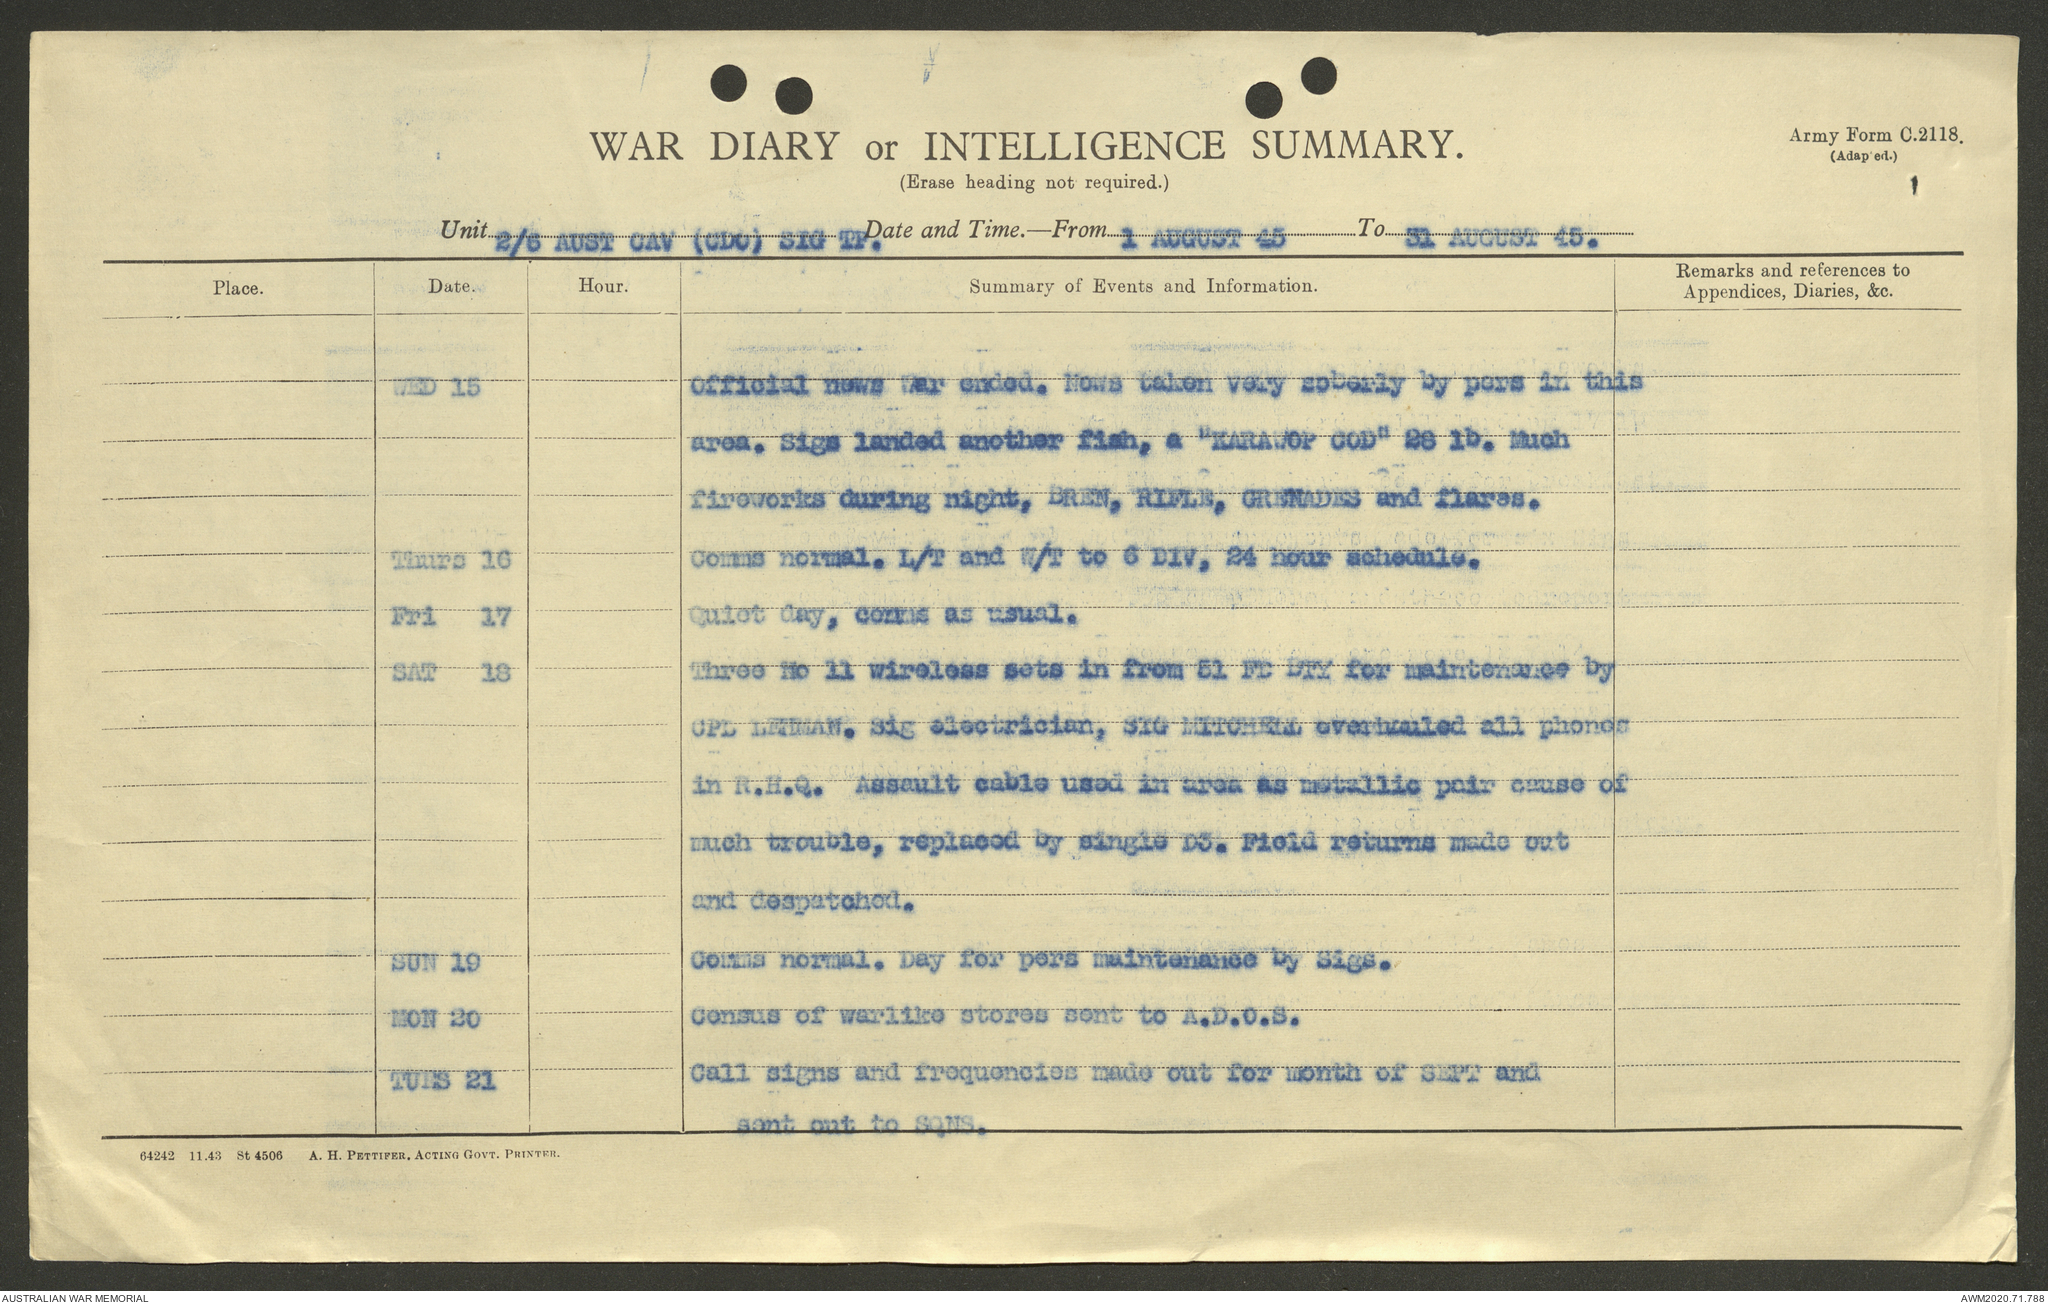 WAR DIARY or INTELLIGENCE SUMMARY.
(Erase heading not required.)
Army Form C.2118.
(Adap ed.)
1
Unit 2/6 AUST CAV (CDO) SIG TP. Date and Time.—From 1 AUGUST 45 To 31 AUGUST 45.
Place. Date. Hour. Summary of Events and Information. Remarks and references to
Appendices, Diaries, &c.
WED 15 Official news War ended. News taken very soberly by pers in this
area. Sigs landed another fish, a "KARAWOP COD" 28 lb. Much
fireworks during night, BREN, RIFLE, GRENADES and flares.
Thurs 16 Comms normal. L/T and W/T to 6 DIV, 24 hour schedule.
Fri 17 Quiet day, comms as usual.
SAT 18 Three No 11 wireless sets in from 51 FD BTY for maintenance by
CPL LEHMAN. Sig electrician, SIG MITCHELL overhauled all phones
in R.H.Q. Assault cable used in area as metallic pair cause of
much trouble, replaced by single D3. Field returns made out
and despatched.
SUN 19 Comms normal. Day for pers maintenance by Sigs.
MON 20 Census of warlike stores sent to A.D.O.S.
TUES 21 Call signs and frequencies made out for month of SEPT and
sent out to SQNS.
64242 11.43 St 4506 A. H. PETTIFER, ACTING GOVT. PRINTER.
AUSTRALIAN WAR MEMORIAL
AWM2020.71.788